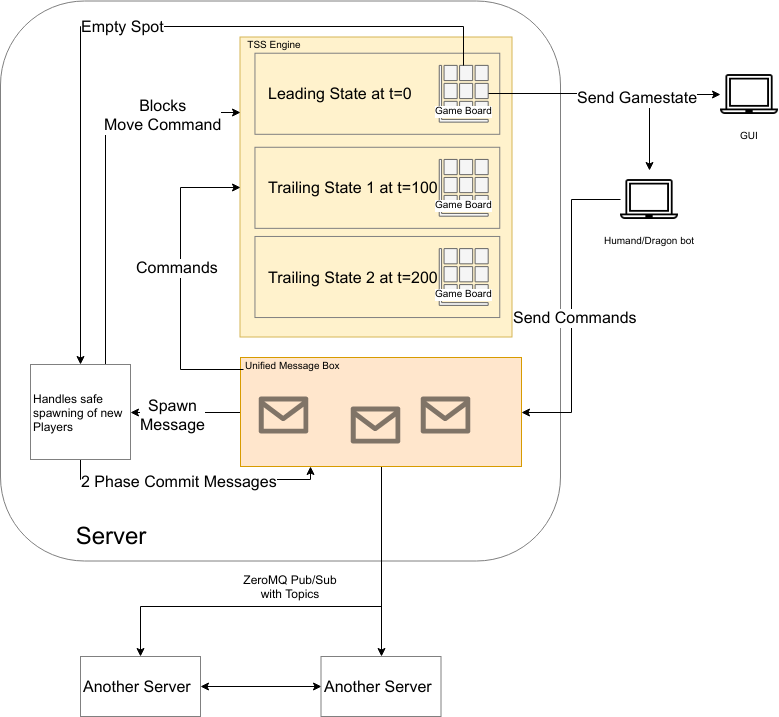 Empty Spot
TSS Engine
Leading State at t=0
Game Board
Blocks
Move Command
Send Gamestate
GUI
Trailing State 1 at t=100
Game Board
Humand/Dragon bot
Commands
Trailing State 2 at t=200
Game Board
Send Commands
Unified Message Box
Handles safe
spawning of new
Players
Spawn
Message
2 Phase Commit Messages
Server
ZeroMQ Pub/Sub
with Topics
Another Server
Another Server